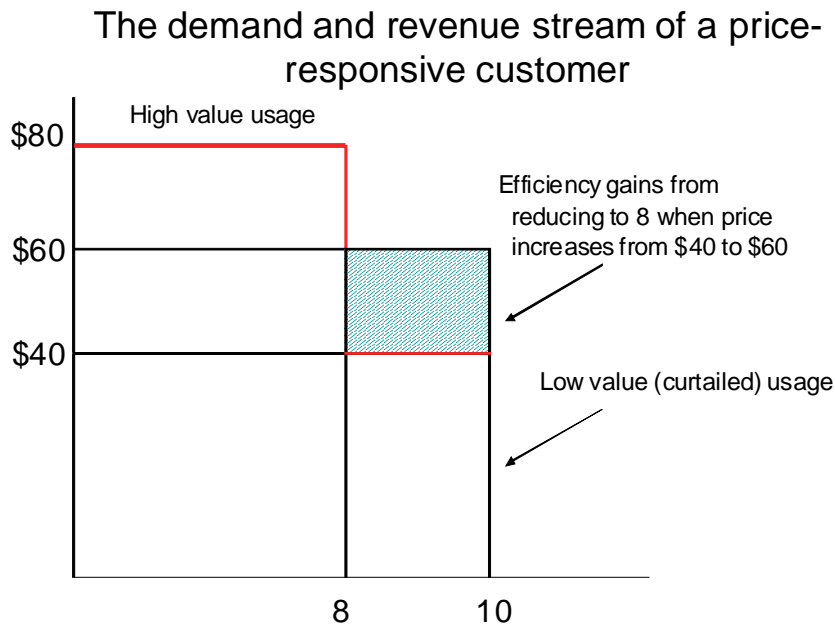 The demand and revenue stream of a price-
responsive customer
High value usage
$80
Efficiency gains from
reducing to 8 when price
increases from $40 to $60
$60
$40
Low value (curtailed) usage
8
10